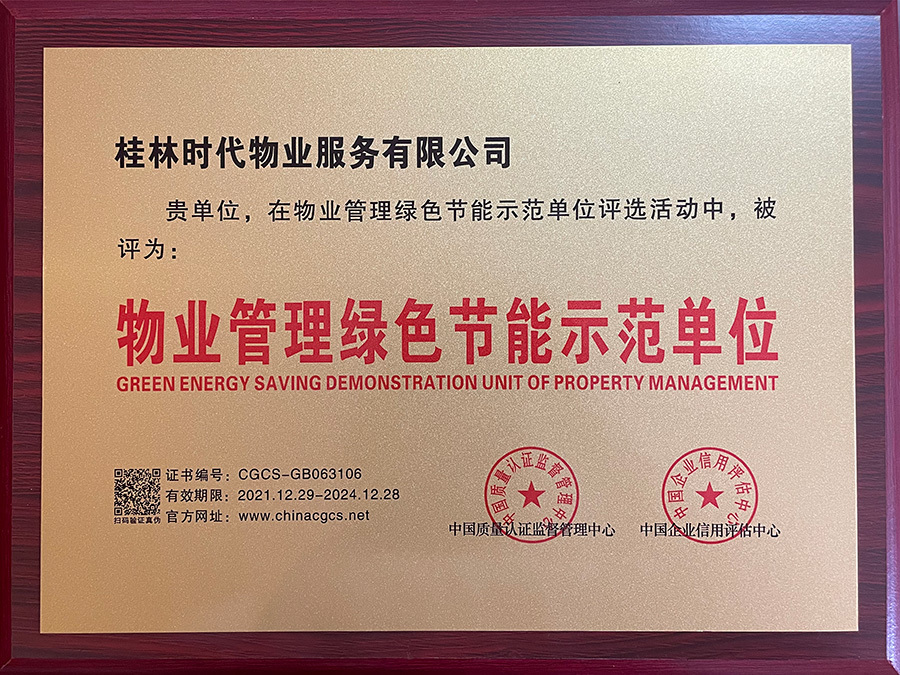 桂林时代物业服务有限公司
贵单位，在物业管理绿色节能示范单位评选活动中，被
评为：
物业管理绿色节能示范单位
GREEN ENERGY SAVING DEMONSTRATION UNIT OF PROPERTY MANAGEMENT
证书编号：CGCS-GB063106
有效期限：2021.12.29-2024.12.28
官方网址：www.chinacgcs.net
扫码验证真伪
中国质量认证监督管理中心
中国质量认证监督管理中心
中国企业信用评估中心
中国企业信用评估中心